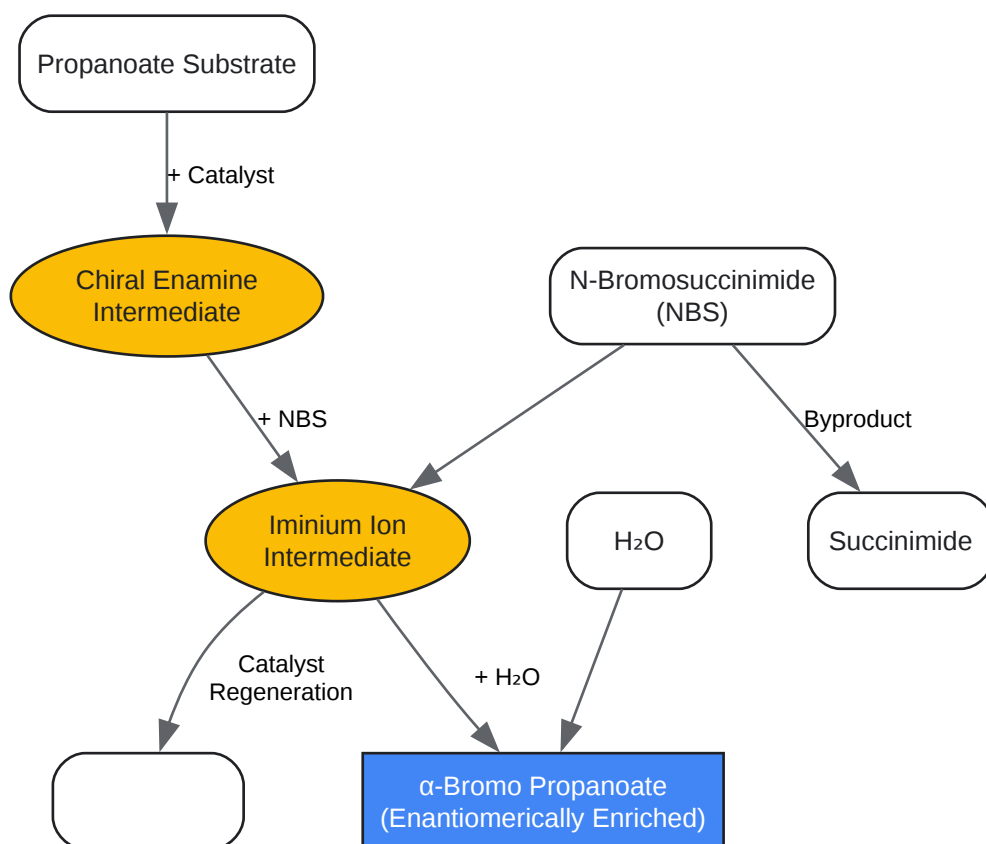 Propanoate Substrate
+ Catalyst
Chiral Enamine
Intermediate
N-Bromosuccinimide
(NBS)
+ NBS
Byproduct
Iminium Ion
Intermediate
H₂O
Succinimide
Catalyst
Regeneration
+ H₂O
α-Bromo Propanoate
(Enantiomerically Enriched)